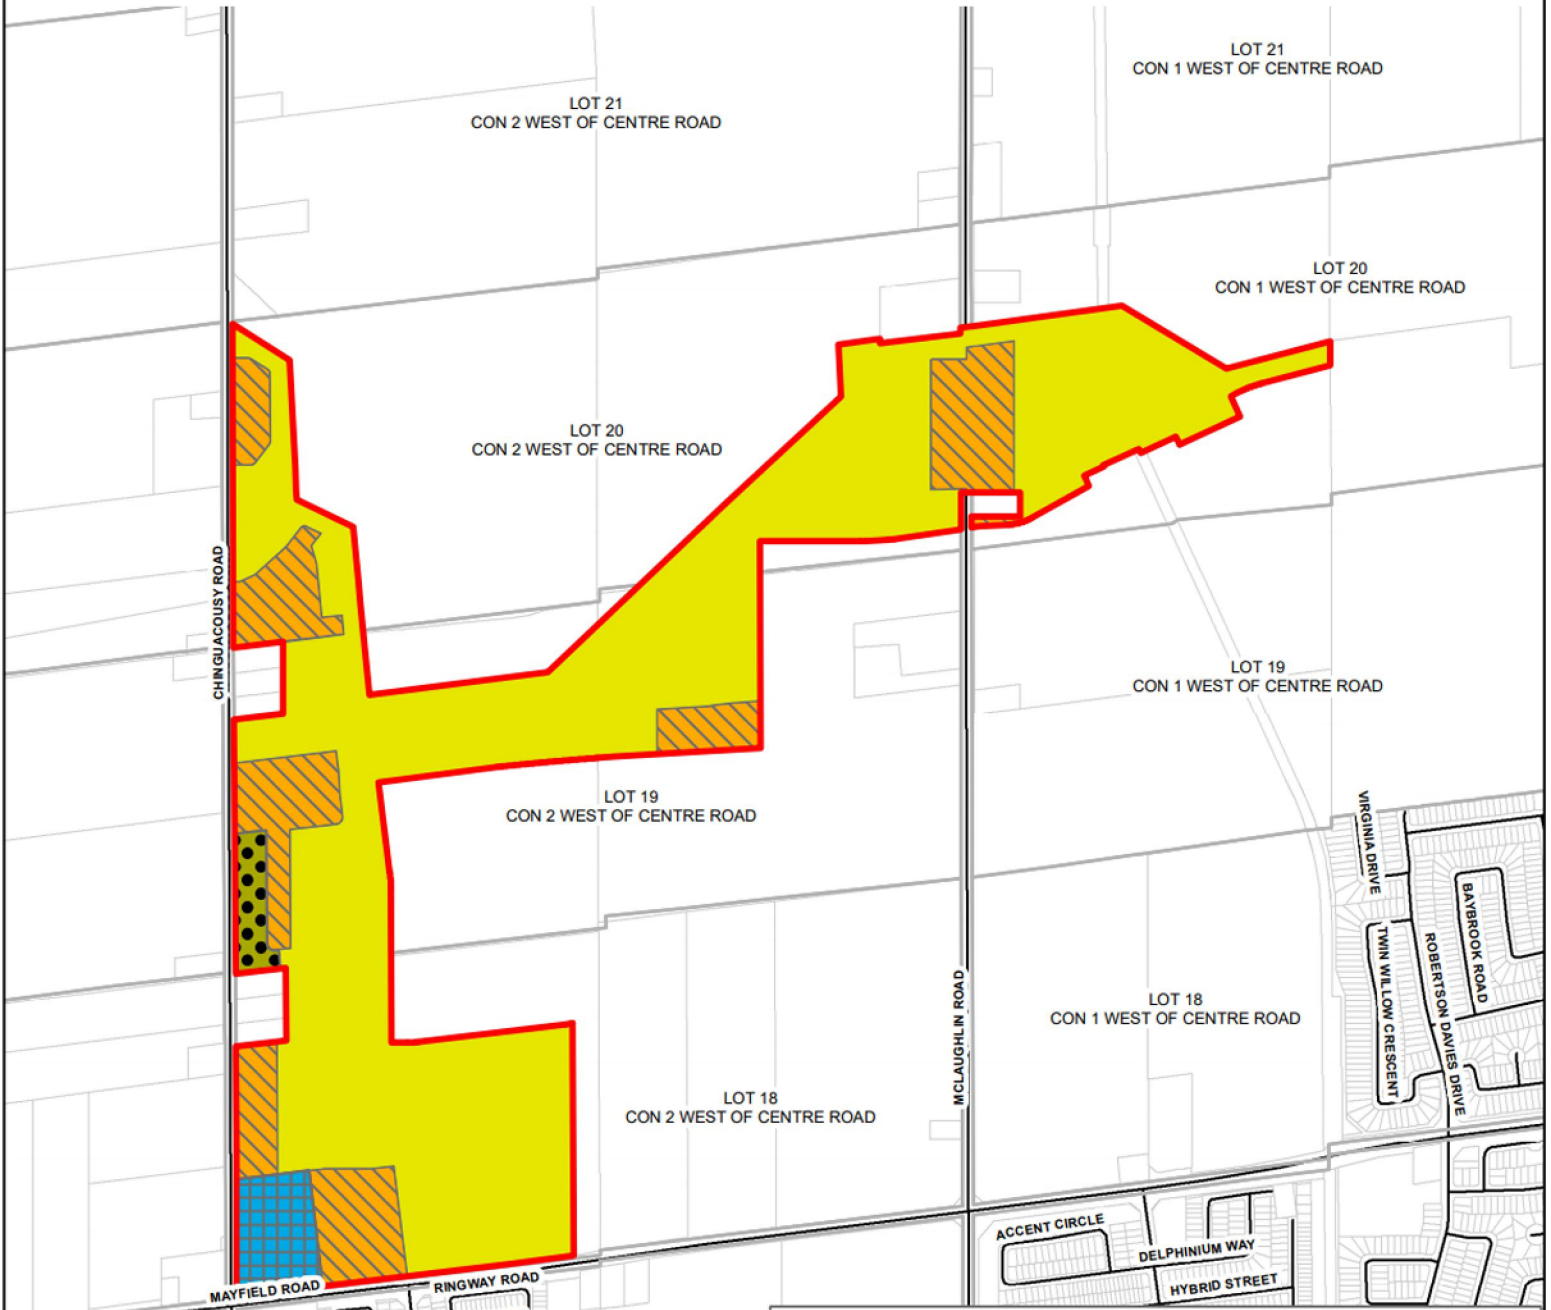 LOT 21
CON 1 WEST OF CENTRE ROAD
LOT 21
CON 2 WEST OF CENTRE ROAD
LOT 20
CON 1 WEST OF CENTRE ROAD
LOT 20
CON 2 WEST OF CENTRE ROAD
CHINGUACOUSY ROAD
LOT 19
CON 1 WEST OF CENTRE ROAD
LOT 19
CON 2 WEST OF CENTRE ROAD
VIRGINIA DRIVE
BAYBROOK ROAD
TWIN WILLOW CRESCENT
ROBERTSON DAVIES DRIVE
MCLAUGHLIN ROAD
LOT 18
CON 1 WEST OF CENTRE ROAD
LOT 18
CON 2 WEST OF CENTRE ROAD
ACCENT CIRCLE
DELPHINIUM WAY
HYBRID STREET
MAYFIELD ROAD
RINGWAY ROAD